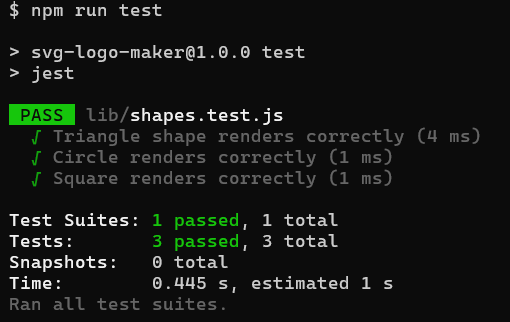 $ npm run test
> svg-logo-maker@1.0.0 test
> jest
PASS lib/shapes.test.js
√ Triangle shape renders correctly (4 ms)
√ Circle renders correctly (1 ms)
√ Square renders correctly (1 ms)
Test Suites: 1 passed, 1 total
Tests: 3 passed, 3 total
Snapshots: 0 total
Time: 0.445 s, estimated 1 s
Ran all test suites.